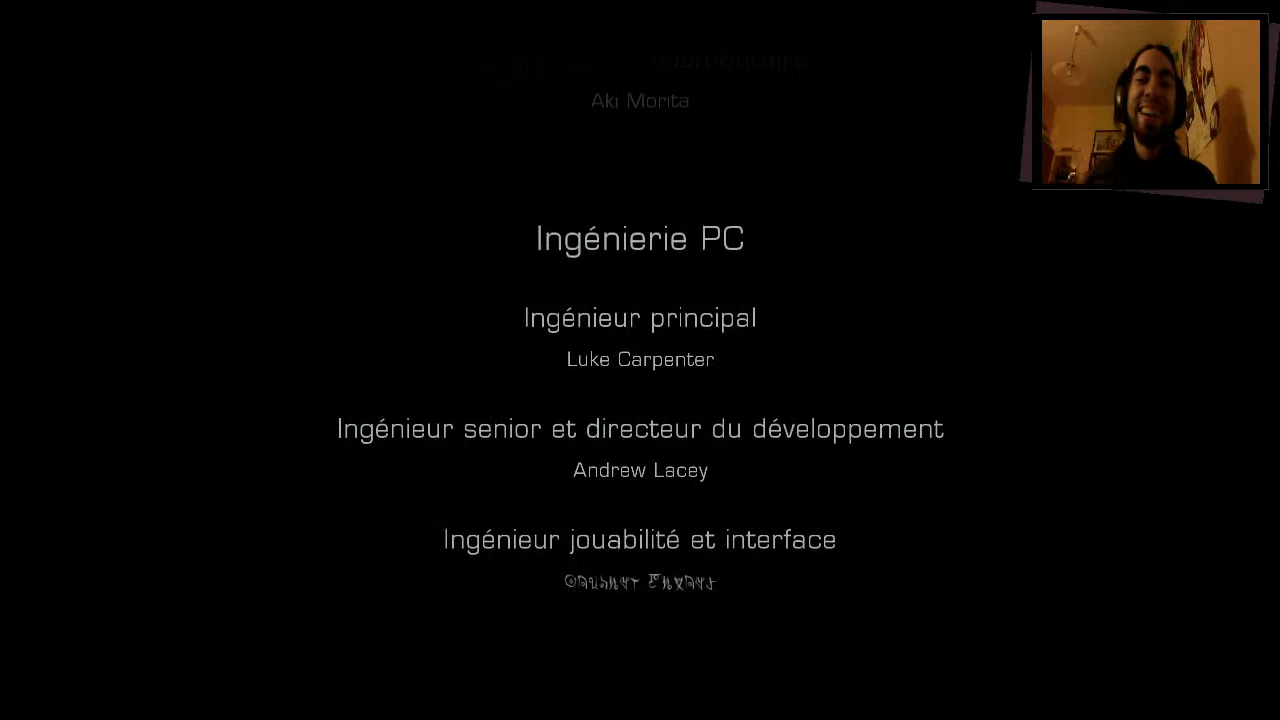 Aki Morita
Ingénierie PC
Ingénieur principal
Luke Carpenter
Ingénieur senior et directeur du développement
Andrew Lacey
Ingénieur jouabilité et interface